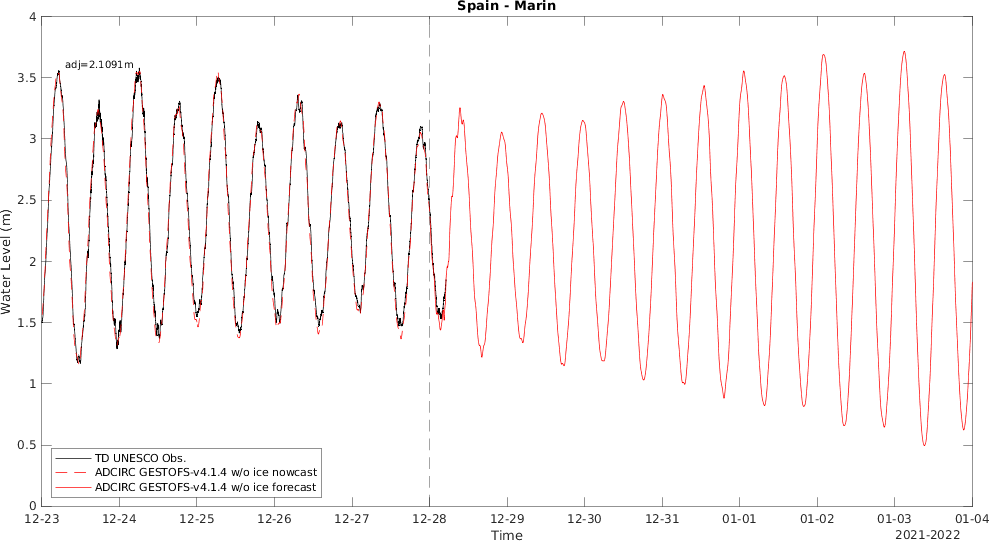 Spain - Marin
4
3.5
3
2.5
2
1.5
1
0.5
0
Water Level (m)
adj=2.1091m
TD UNESCO Obs.
ADCIRC GESTOFS-v4.1.4 w/o ice nowcast
ADCIRC GESTOFS-v4.1.4 w/o ice forecast
12-23 12-24 12-25 12-26 12-27 12-28 12-29 12-30 12-31 01-01 01-02 01-03 01-04
Time
2021-2022